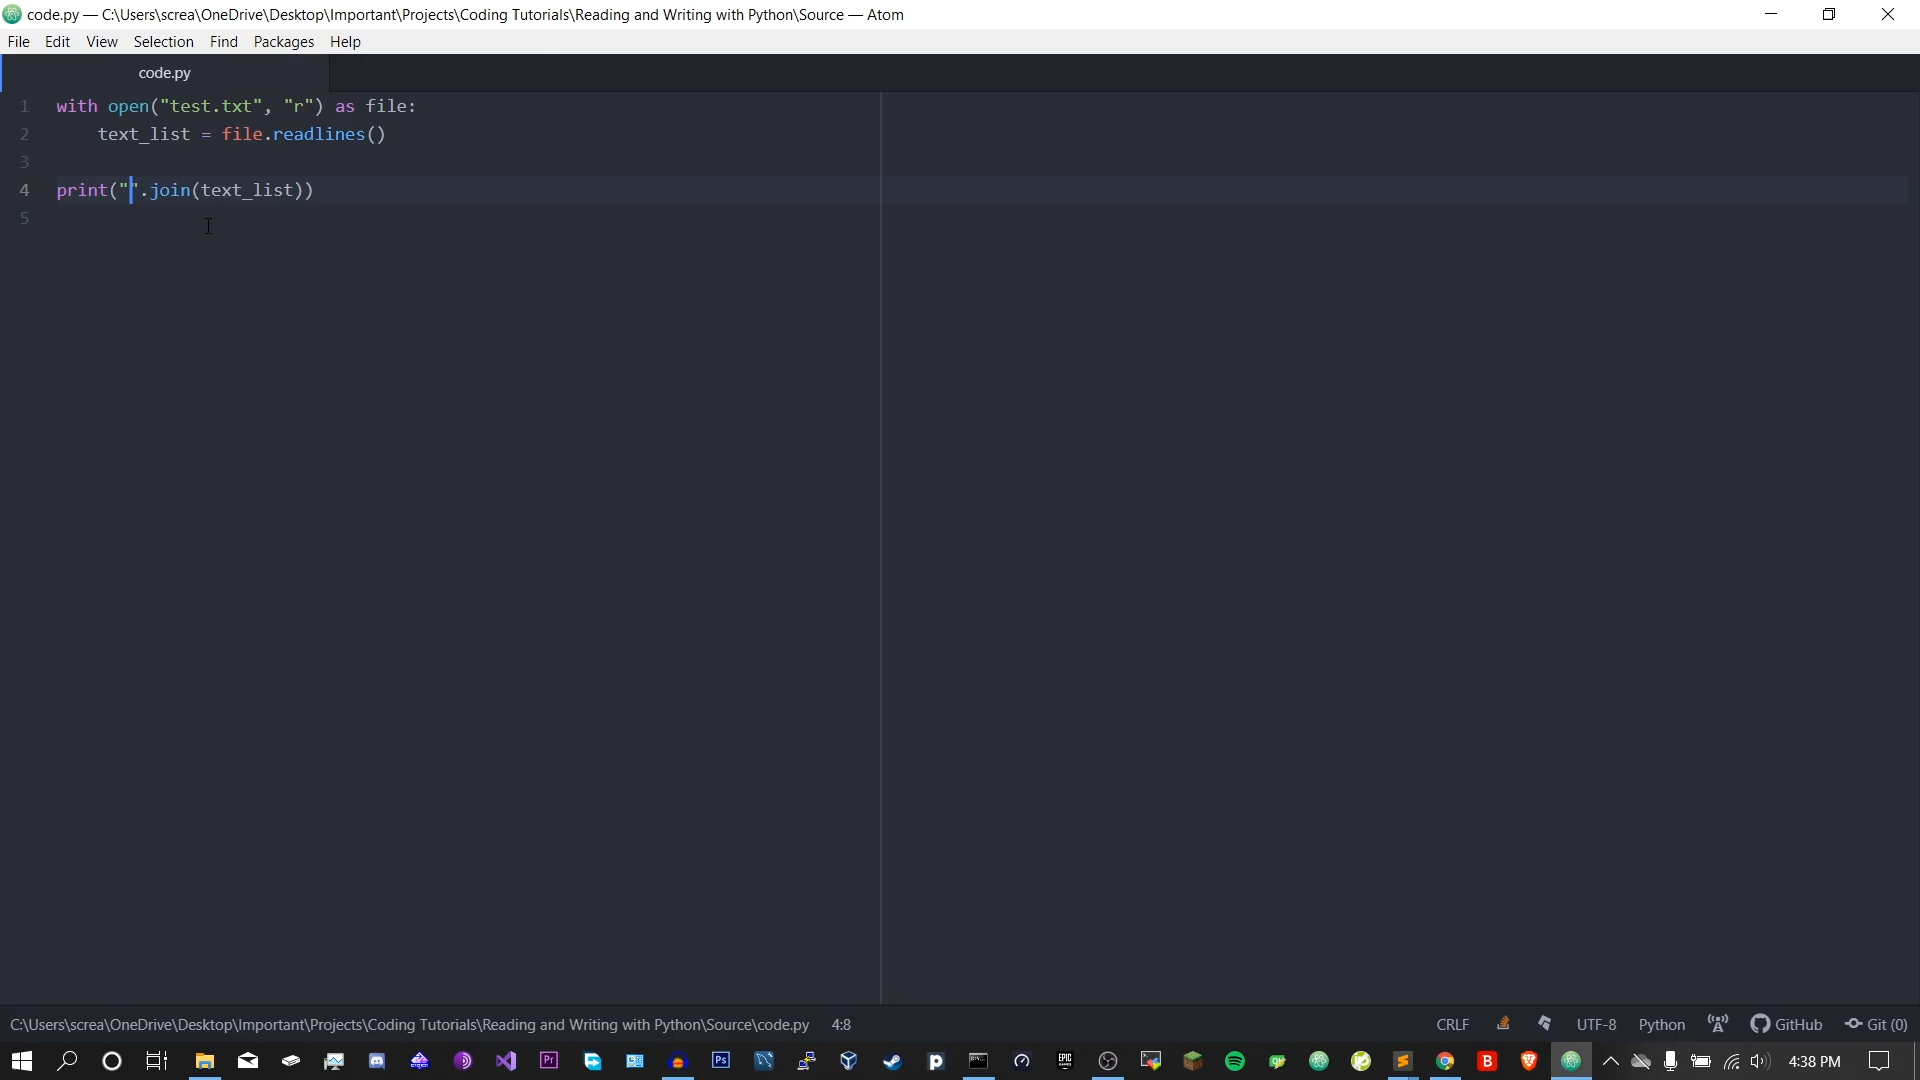 code.py — C:\Users\screa\OneDrive\Desktop\Important\Projects\Coding Tutorials\Reading and Writing with Python\Source — Atom
File Edit View Selection Find Packages Help
code.py
1 with open("test.txt", "r") as file:
2     text_list = file.readlines()
3
4 print("".join(text_list))
5
C:\Users\screa\OneDrive\Desktop\Important\Projects\Coding Tutorials\Reading and Writing with Python\Source\code.py 4:8 CRLF UTF-8 Python GitHub Git (0)
4:38 PM